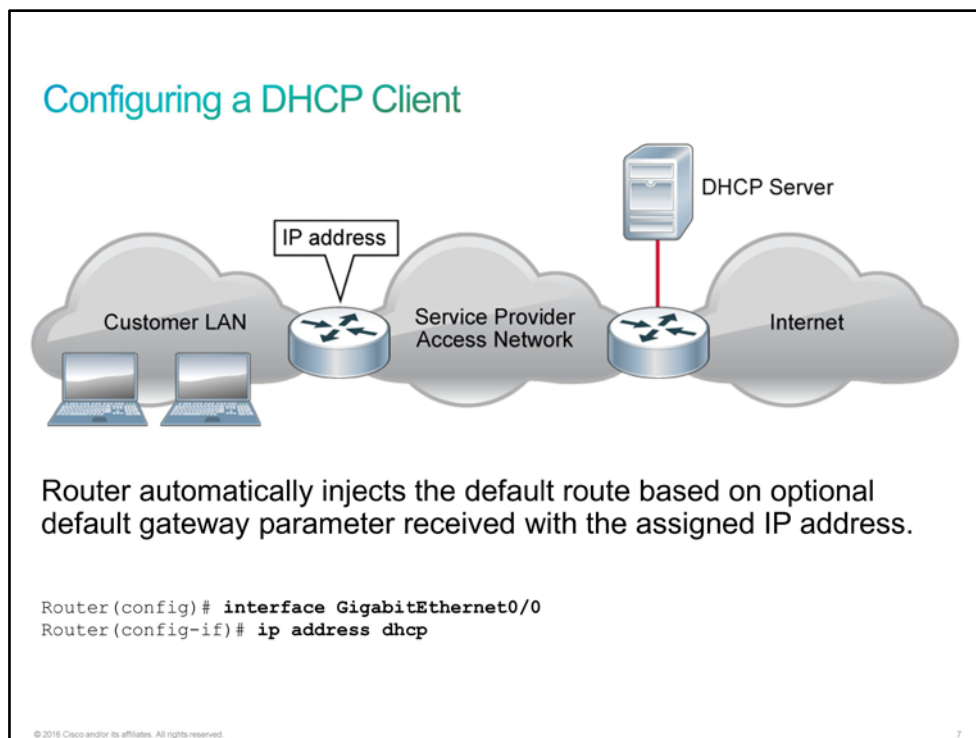 Configuring a DHCP Client
DHCP Server
IP address
Customer LAN
Service Provider
Access Network
Internet
Router automatically injects the default route based on optional
default gateway parameter received with the assigned IP address.
Router(config)# interface GigabitEthernet0/0
Router(config-if)# ip address dhcp
© 2016 Cisco and/or its affiliates. All rights reserved.
7